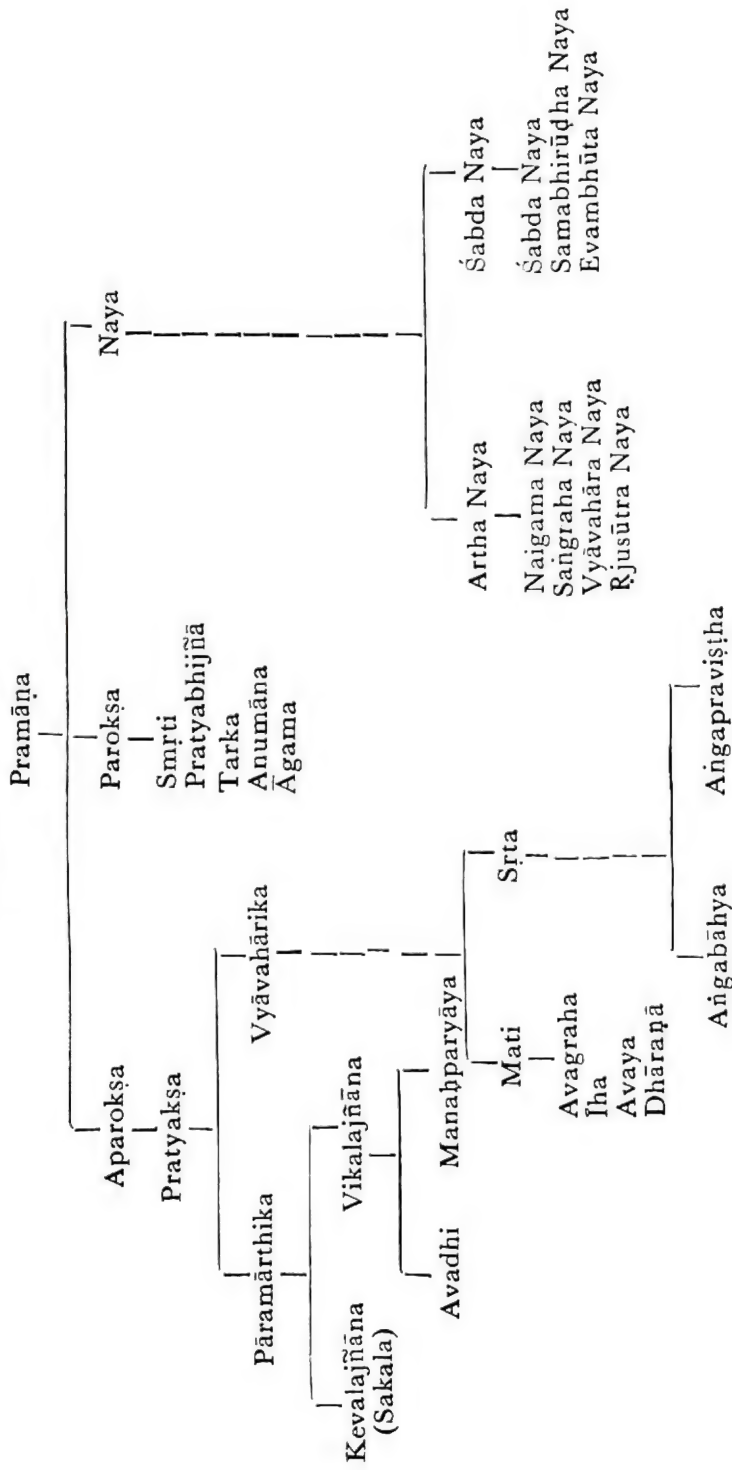 Pramāṇa
Aparokṣa
Pratyakṣa
Pāramārthika
Kevalajñāna
(Sakala)
Vikalajñāna
Avadhi
Manaḥparyāya
Vyāvahārika
Mati
Avagraha
Īha
Avaya
Dhāraṇā
Sṛta
Aṅgabāhya
Aṅgapraviṣṭha
Parokṣa
Smṛti
Pratyabhijñā
Tarka
Anumāna
Āgama
Naya
Artha Naya
Naigama Naya
Saṅgraha Naya
Vyāvahāra Naya
Ṛjusūtra Naya
Śabda Naya
Śabda Naya
Samabhirūḍha Naya
Evambhūta Naya